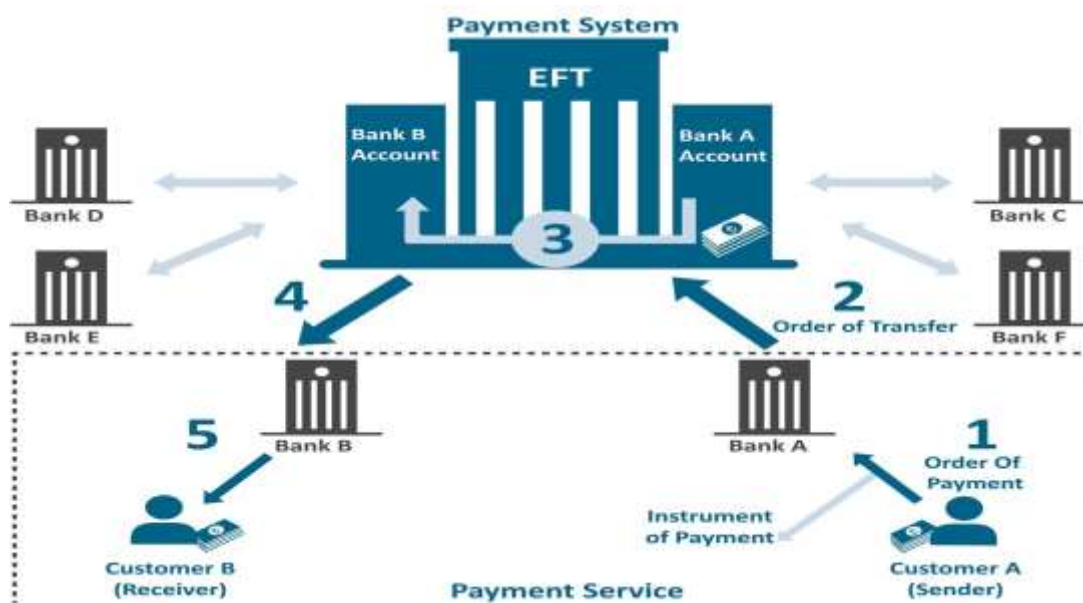 Payment System
EFT
Bank B
Account
Bank A
Account
Bank D
Bank C
3
Bank E
Bank F
4
2
Order of Transfer
Bank B
Bank A
5
1
Order Of
Payment
Instrument
of Payment
Customer B
(Receiver)
Customer A
(Sender)
Payment Service